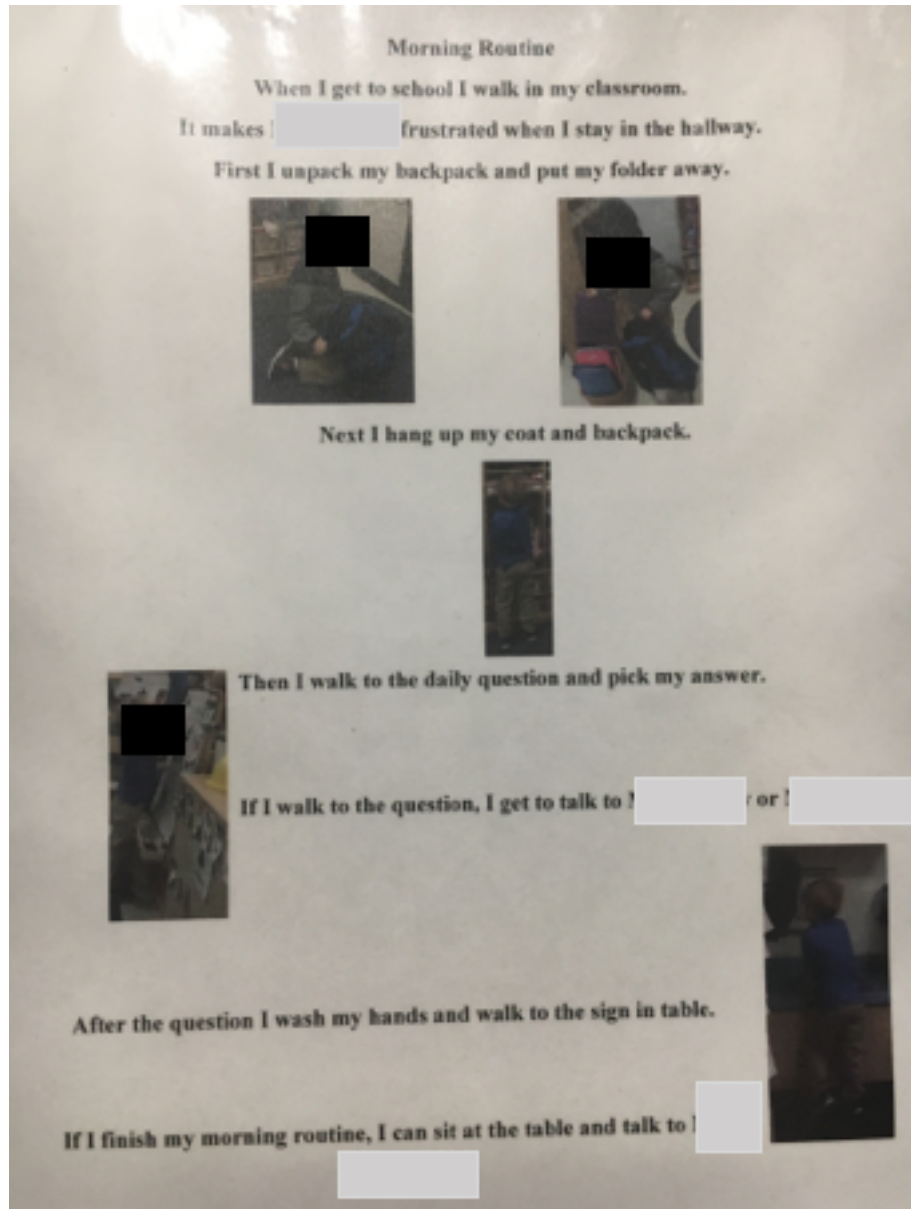 Morning Routine
When I get to school I walk in my classroom.
It makes frustrated when I stay in the hallway.
First I unpack my backpack and put my folder away.
Next I hang up my coat and backpack.
Then I walk to the daily question and pick my answer.
If I walk to the question, I get to talk to or
After the question I wash my hands and walk to the sign in table.
If I finish my morning routine, I can sit at the table and talk to